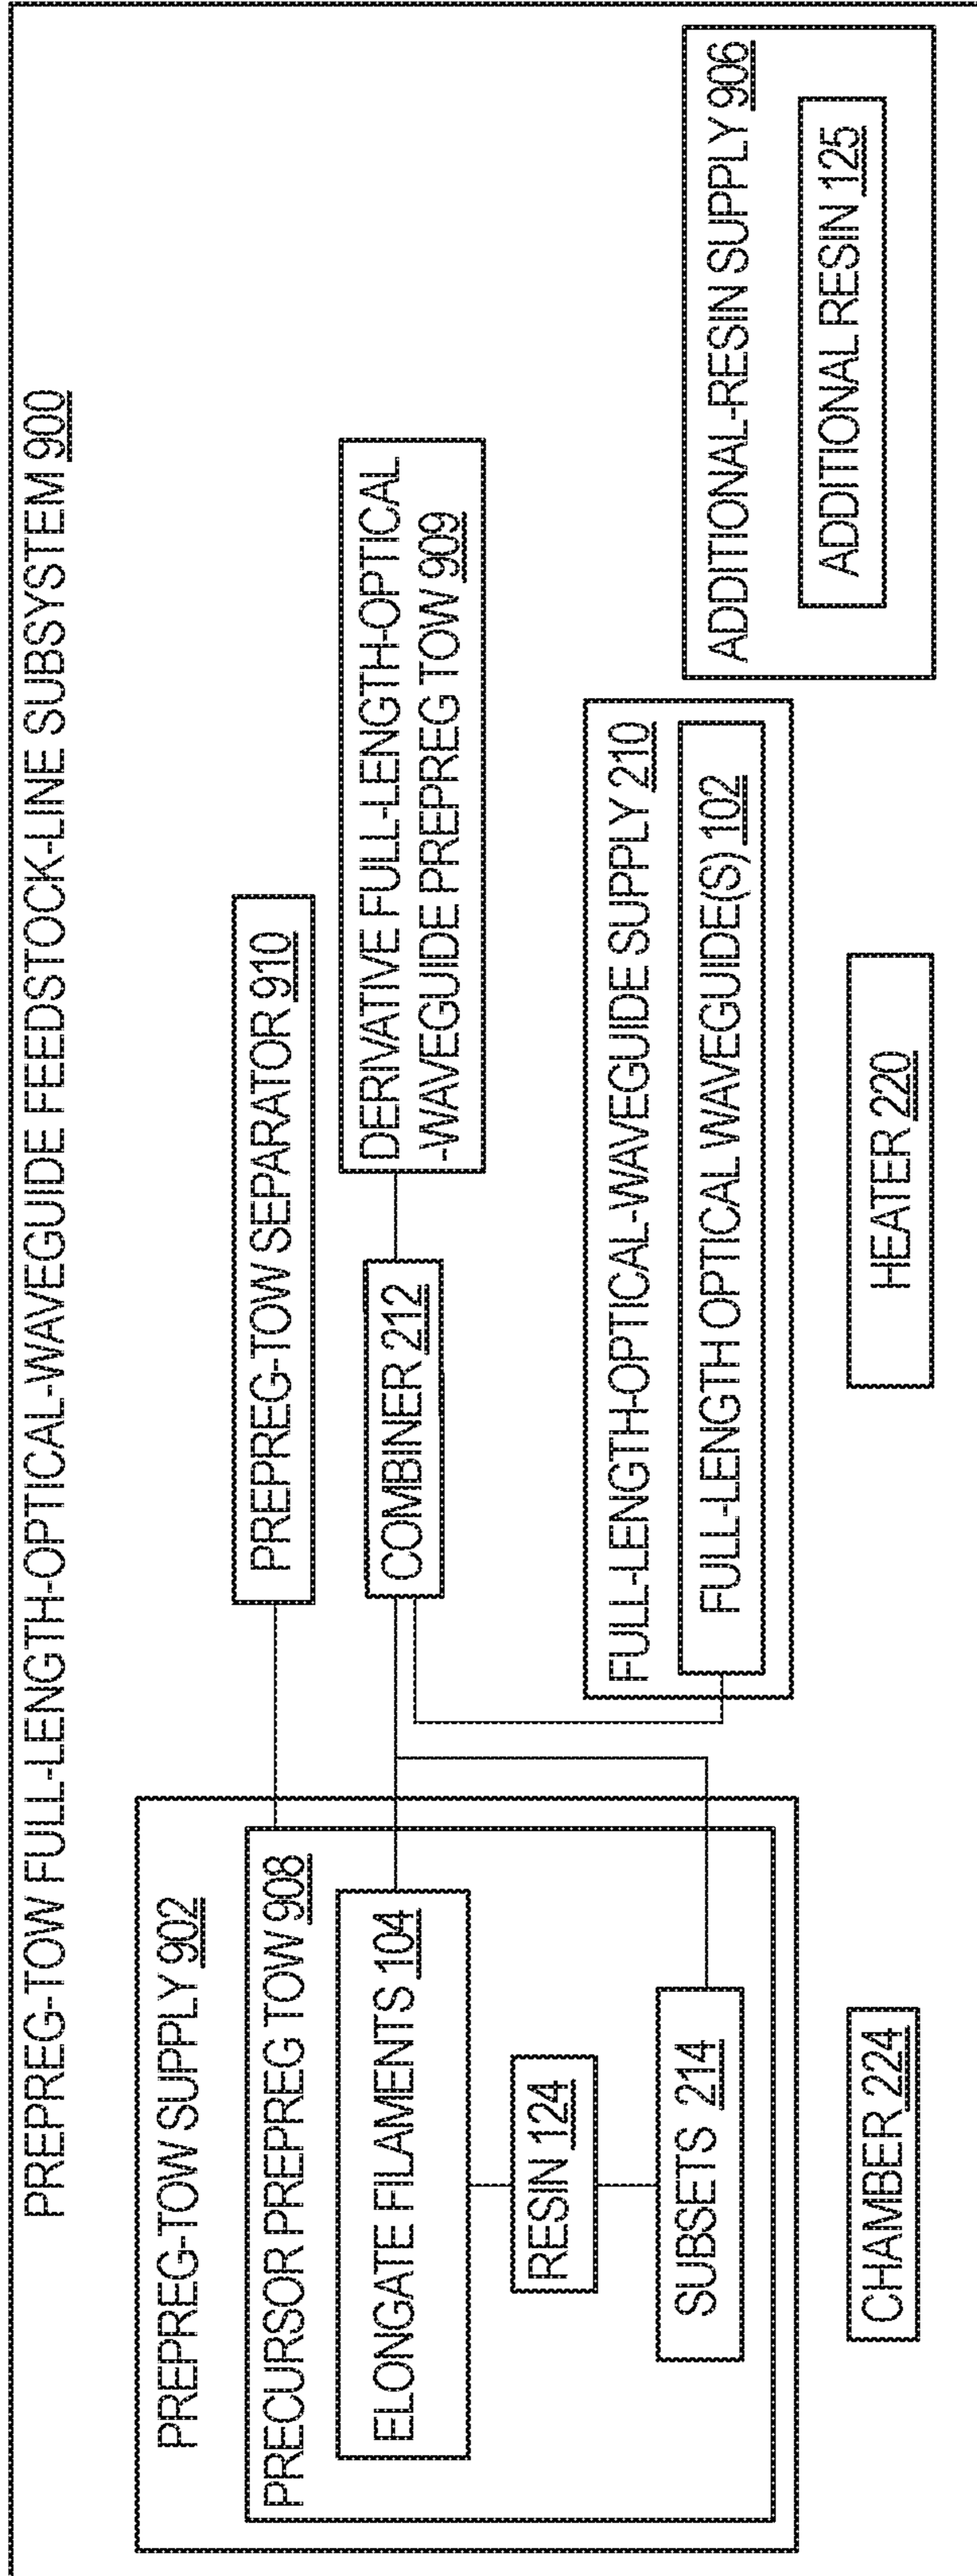 PREPREG-TOW FULL-LENGTH-OPTICAL-WAVEGUIDE FEEDSTOCK-LINE SUBSYSTEM 900
PREPREG-TOW SUPPLY 902
PRECURSOR PREPREG TOW 908
ELONGATE FILAMENTS 104
RESIN 124
SUBSETS 214
CHAMBER 224
PREPREG-TOW SEPARATOR 910
COMBINER 212
DERIVATIVE FULL-LENGTH-OPTICAL
-WAVEGUIDE PREPREG TOW 909
FULL-LENGTH-OPTICAL-WAVEGUIDE SUPPLY 210
FULL-LENGTH OPTICAL WAVEGUIDE(S) 102
HEATER 220
ADDITIONAL-RESIN SUPPLY 906
ADDITIONAL RESIN 125